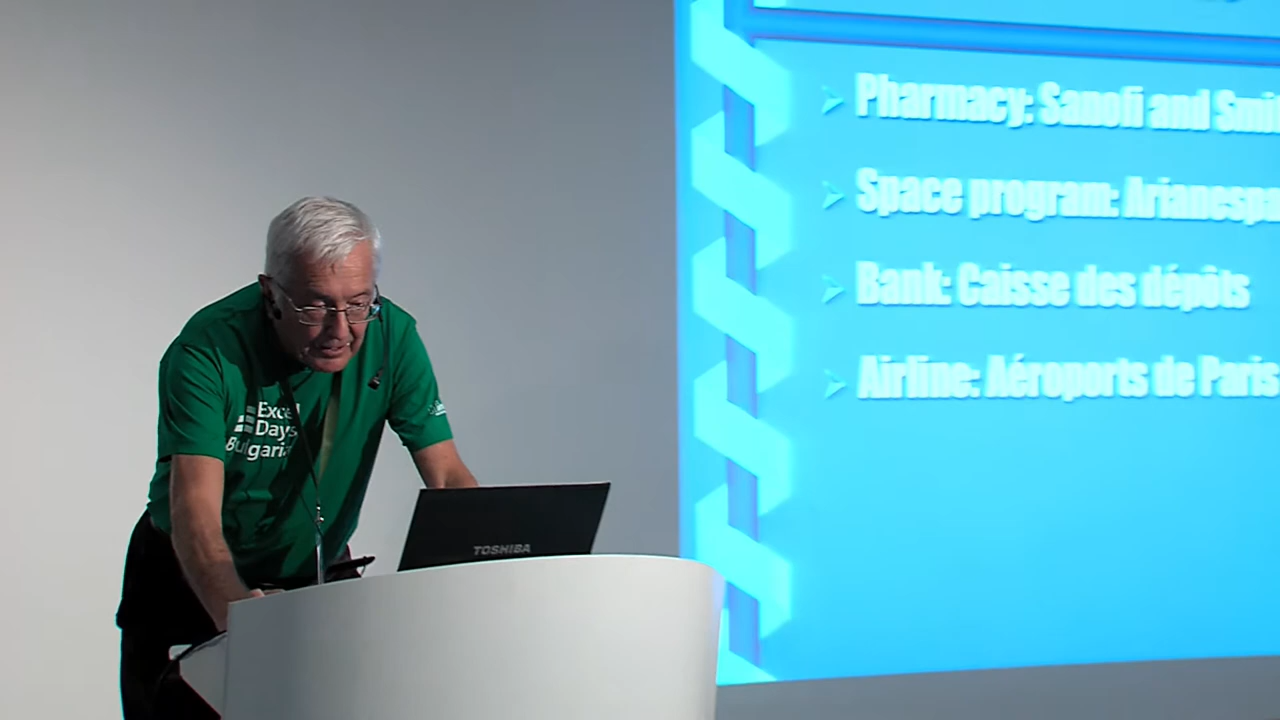 Pharmacy: Sanofi and
Space program:
Bank: Caisse des dépôts
Airline: Aéroports de Paris
Excel
Days
Bulgaria
TOSHIBA